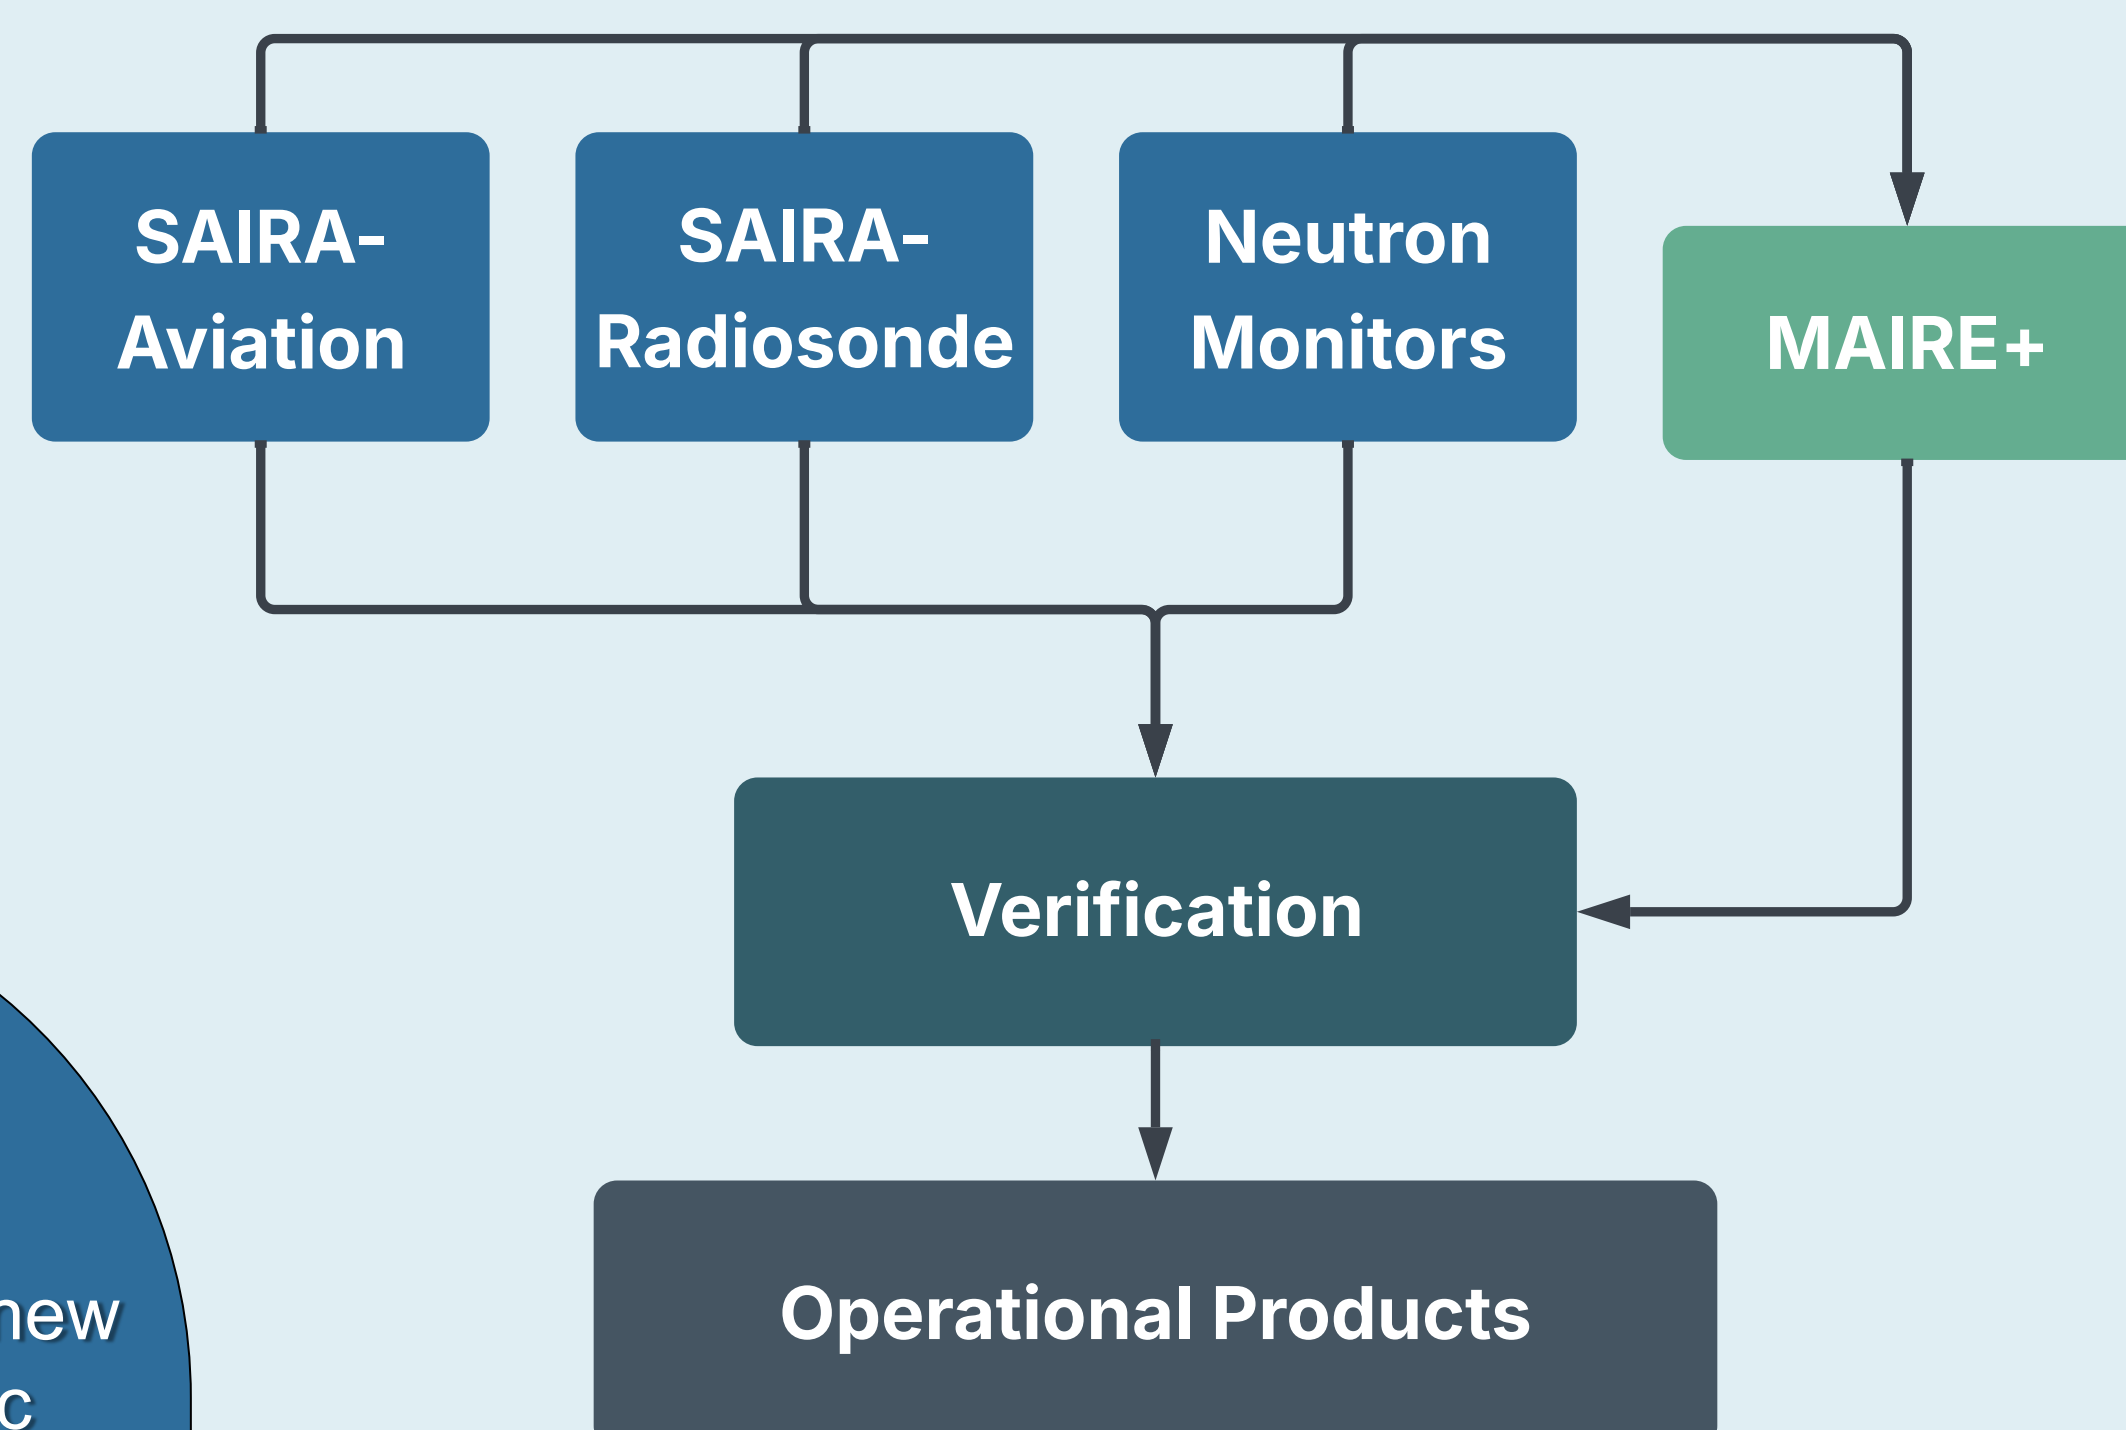 SAIRA-
Aviation
SAIRA-
Radiosonde
Neutron
Monitors
MAIRE+
Verification
Operational Products
new
c